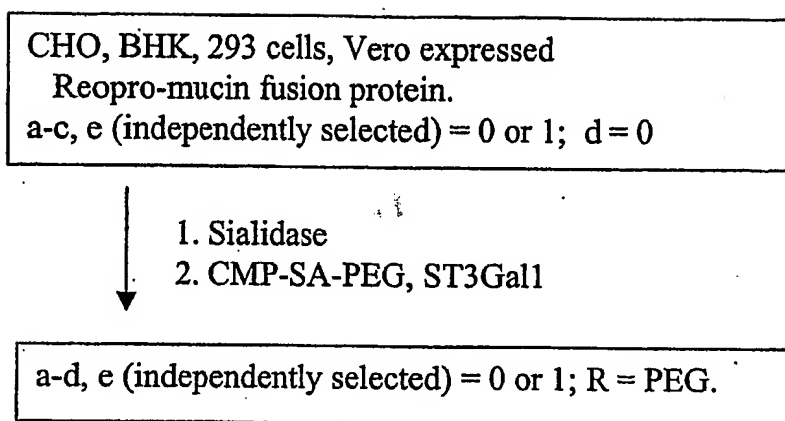 CHO, BHK, 293 cells, Vero expressed
Reopro-mucin fusion protein.
a-c, e (independently selected) = 0 or 1; d = 0
1. Sialidase
2. CMP-SA-PEG, ST3Gal1
a-d, e (independently selected) = 0 or 1; R = PEG.